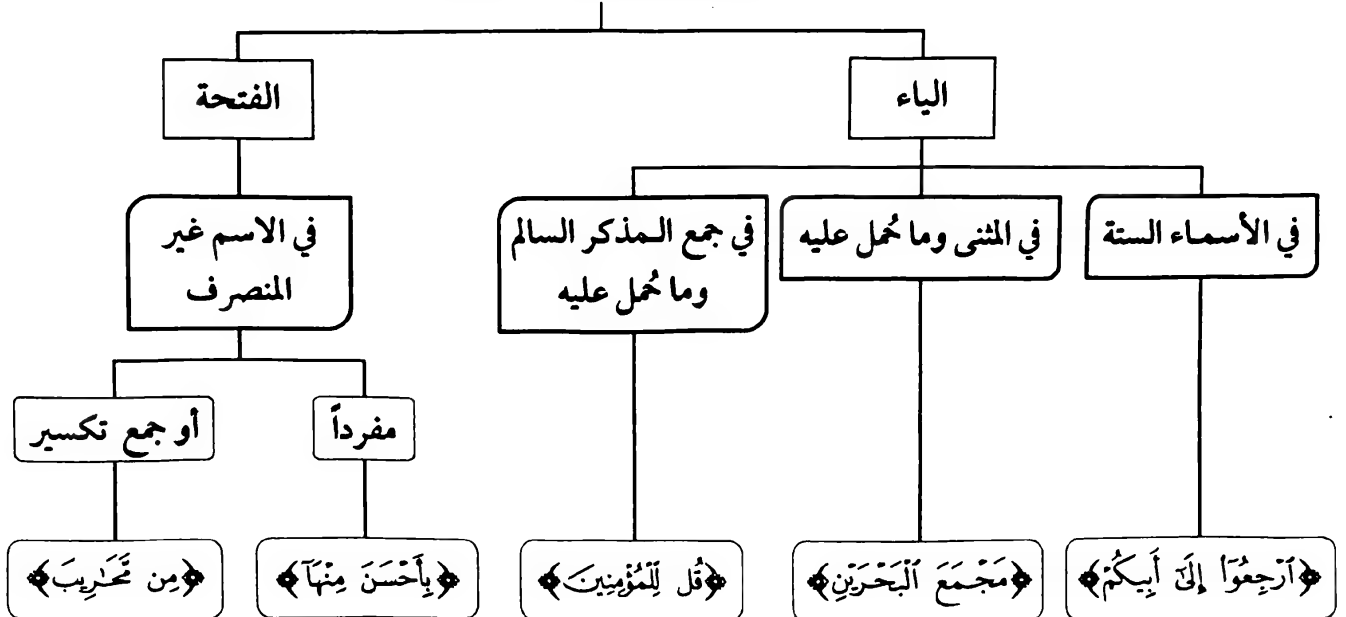 الياء
الفتحة
في الأسماء الستة
في المثنى وما حُمل عليه
في جمع المذكر السالم
وما حُمل عليه
في الاسم غير
المنصرف
مفرداً
أو جمع تكسير
﴿ٱرْجِعُوٓا۟ إِلَىٰٓ أَبِيكُمْ﴾
﴿مَجْمَعَ ٱلْبَحْرَيْنِ﴾
﴿قُل لِّلْمُؤْمِنِينَ﴾
﴿بِأَحْسَنَ مِنْهَآ﴾
﴿مِن مَّحَٰرِيبَ﴾